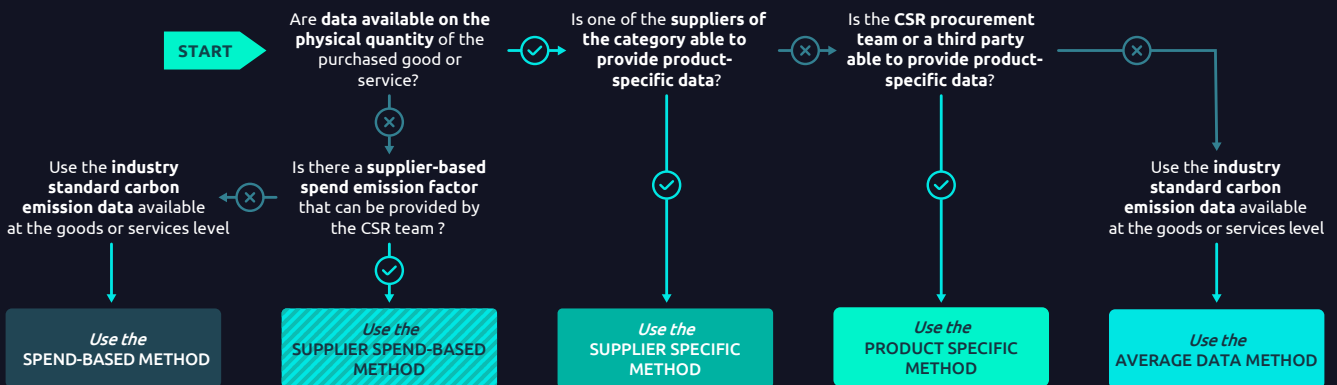 START
Are data available on the
physical quantity of the
purchased good or
service?
Is one of the suppliers of
the category able to
provide product-
specific data?
Is the CSR procurement
team or a third party
able to provide product-
specific data?
Use the industry
standard carbon
emission data available
at the goods or services level
Is there a supplier-based
spend emission factor
that can be provided by
the CSR team ?
Use the industry
standard carbon
emission data available
at the goods or services level
Use the
SPEND-BASED METHOD
Use the
SUPPLIER SPEND-BASED
METHOD
Use the
SUPPLIER SPECIFIC
METHOD
Use the
PRODUCT SPECIFIC
METHOD
Use the
AVERAGE DATA METHOD